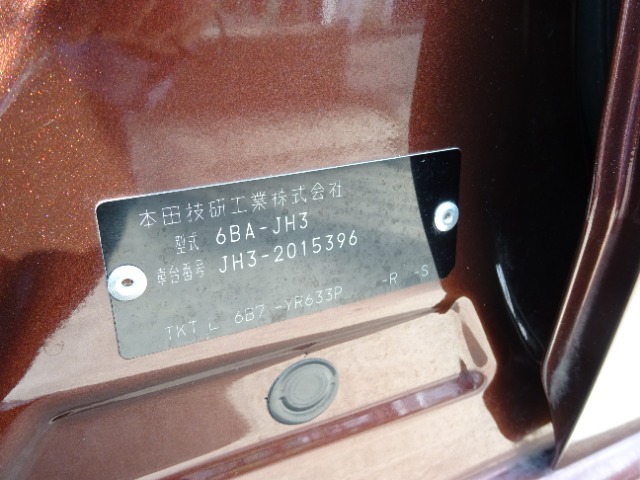 本田技研工業株式会社
型式 6BA-JH3
車台番号 JH3-2015396
TKT L 6B7 -YR633P -R -S